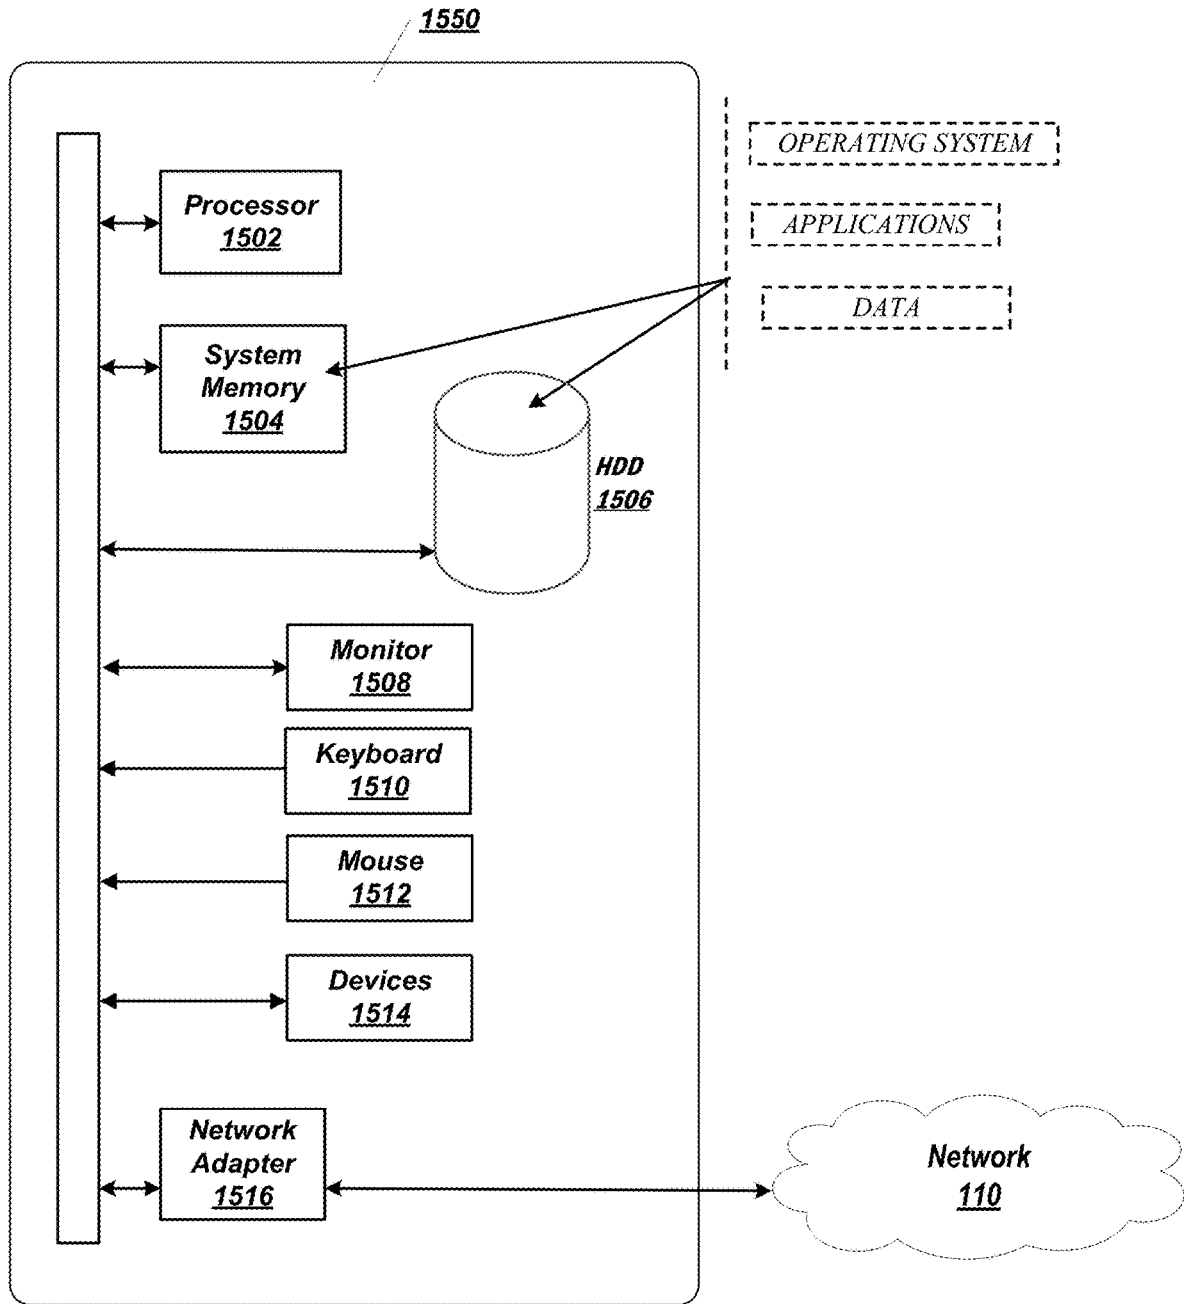 1550
OPERATING SYSTEM
Processor
1502
APPLICATIONS
DATA
System
Memory
1504
HDD
1506
Monitor
1508
Keyboard
1510
Mouse
1512
Devices
1514
Network
Adapter
1516
Network
110